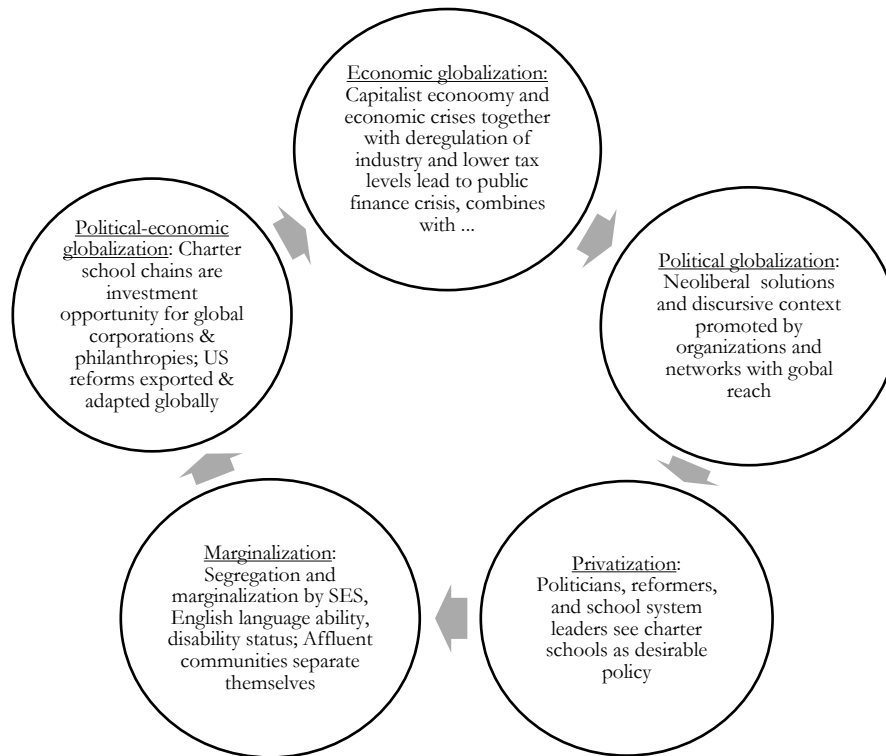 Economic globalization:
Capitalist econoomy and
economic crises together
with deregulation of
industry and lower tax
levels lead to public
finance crisis, combines
with ...
Political globalization:
Neoliberal solutions
and discursive context
promoted by
organizations and
networks with gobal
reach
Privatization:
Politicians, reformers,
and school system
leaders see charter
schools as desirable
policy
Marginalization:
Segregation and
marginalization by SES,
English language ability,
disability status; Affluent
communities separate
themselves
Political-economic
globalization: Charter
school chains are
investment
opportunity for global
corporations &
philanthropies; US
reforms exported &
adapted globally